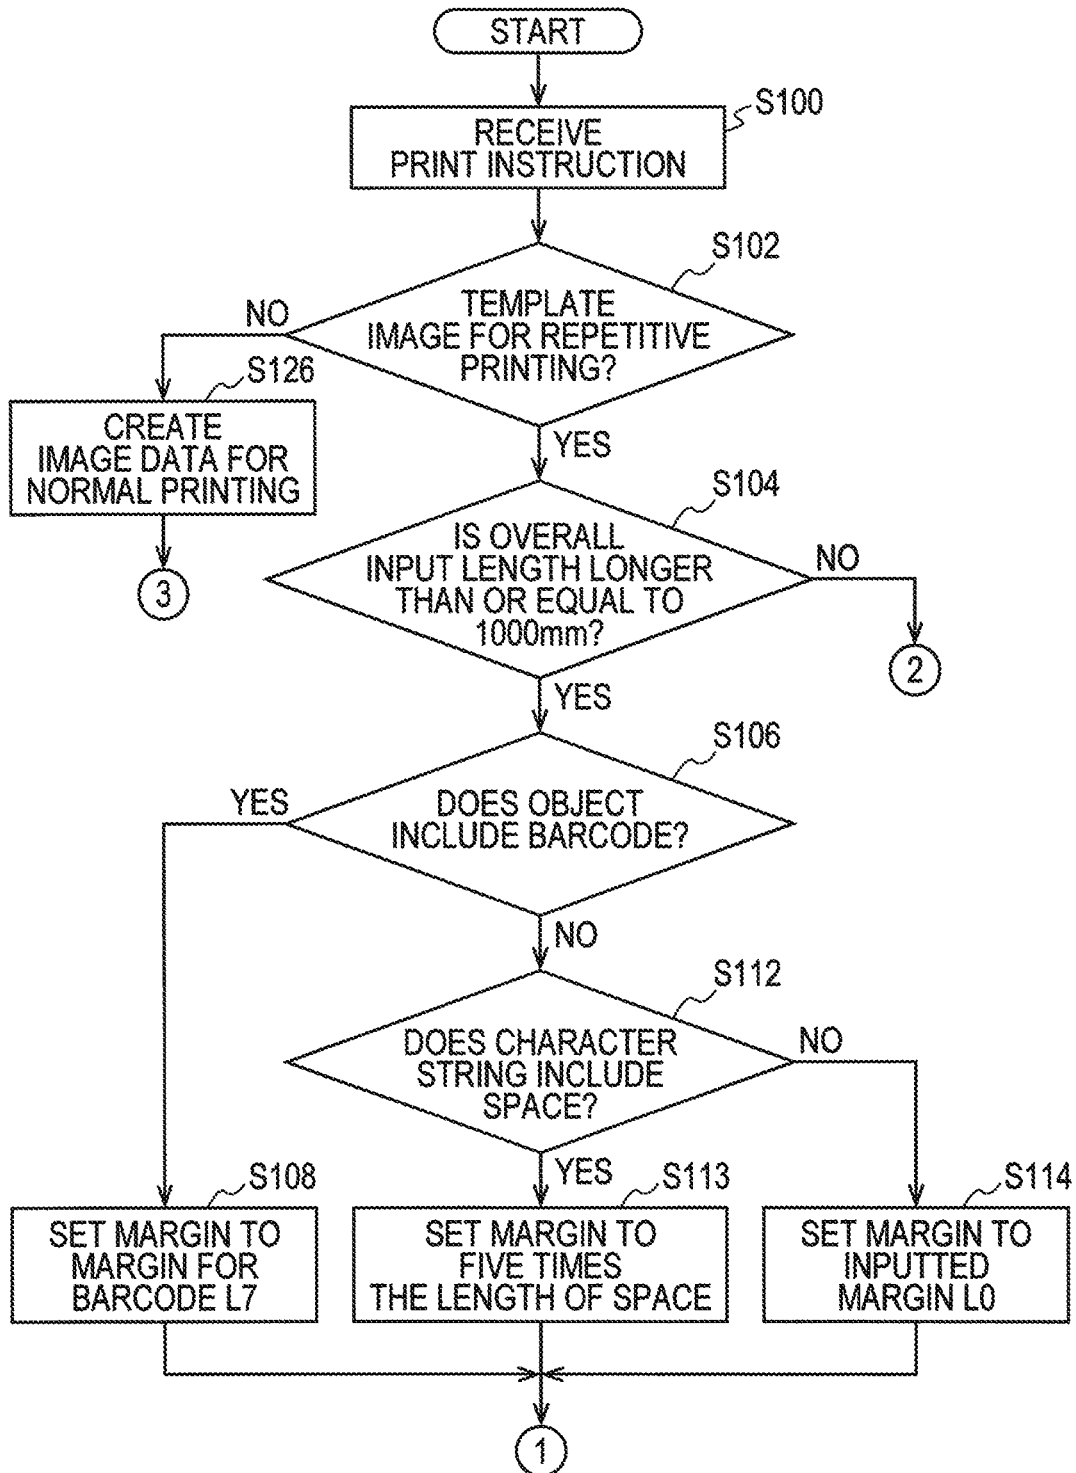 START
S100
RECEIVE
PRINT INSTRUCTION
S102
TEMPLATE
IMAGE FOR REPETITIVE
PRINTING?
NO
YES
S126
CREATE
IMAGE DATA FOR
NORMAL PRINTING
3
S104
IS OVERALL
INPUT LENGTH LONGER
THAN OR EQUAL TO
1000mm?
NO
2
YES
S106
DOES OBJECT
INCLUDE BARCODE?
YES
NO
S112
DOES CHARACTER
STRING INCLUDE
SPACE?
NO
YES
S108
SET MARGIN TO
MARGIN FOR
BARCODE L7
S113
SET MARGIN TO
FIVE TIMES
THE LENGTH OF SPACE
S114
SET MARGIN TO
INPUTTED
MARGIN L0
1